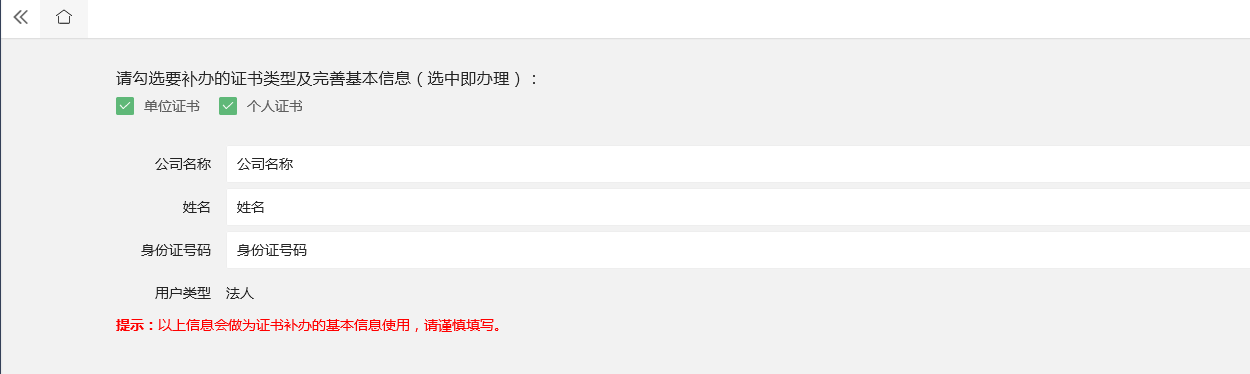 请勾选要补办的证书类型及完善基本信息（选中即办理）：
单位证书 个人证书
公司名称 公司名称
姓名 姓名
身份证号码 身份证号码
用户类型 法人
提示：以上信息会做为证书补办的基本信息使用，请谨慎填写。